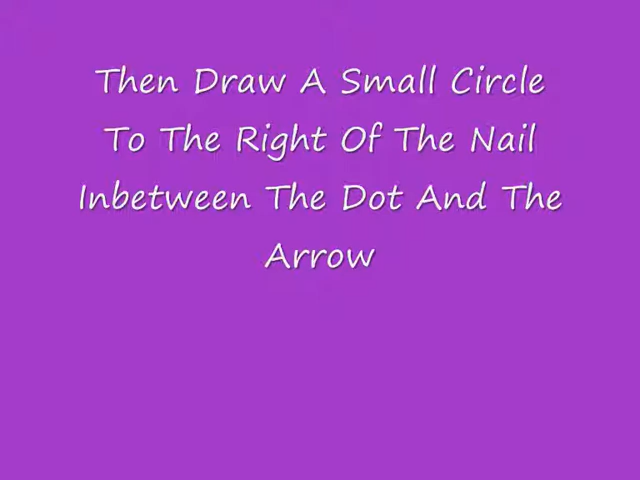 Then Draw A Small Circle
To The Right Of The Nail
Inbetween The Dot And The
Arrow